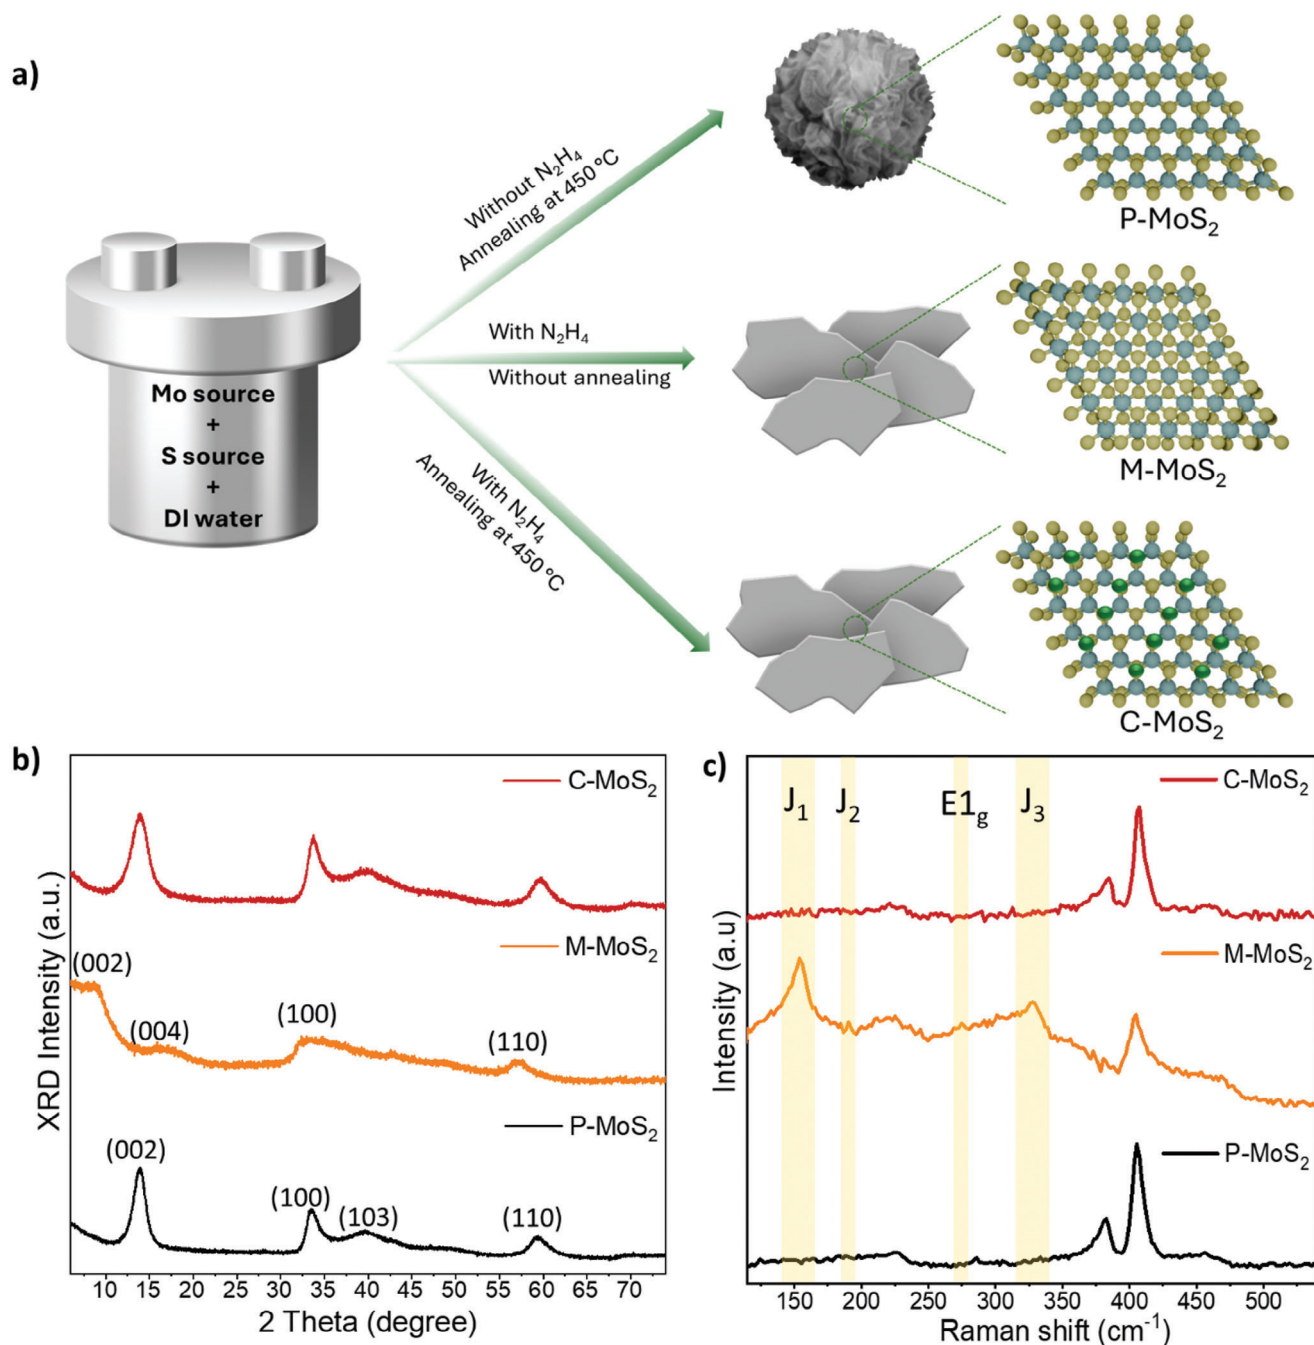 a)
Without N₂H₄
Annealing at 450 °C
P-MoS₂
With N₂H₄
Without annealing
M-MoS₂
With N₂H₄
Annealing at 450 °C
C-MoS₂
Mo source
+
S source
+
DI water
b)
C-MoS₂
M-MoS₂
(002)
(004)
(100)
(110)
P-MoS₂
(002)
(100)
(103)
(110)
XRD Intensity (a.u.)
10 15 20 25 30 35 40 45 50 55 60 65 70
2 Theta (degree)
c)
C-MoS₂
J₁ J₂ E1g J₃
M-MoS₂
P-MoS₂
Intensity (a.u)
150 200 250 300 350 400 450 500
Raman shift (cm⁻¹)